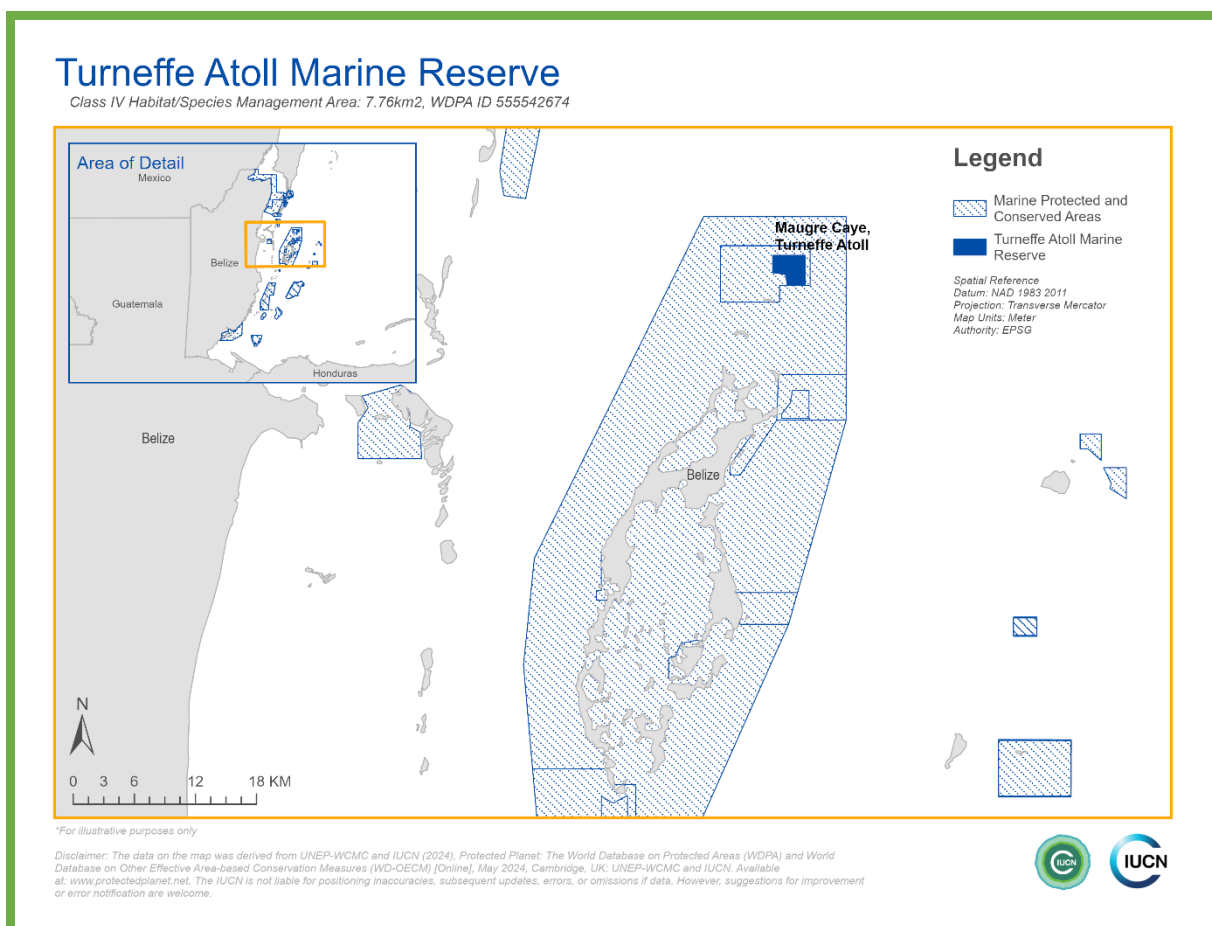 Turneffe Atoll Marine Reserve
Class IV Habitat/Species Management Area: 7.76km2, WDPA ID 555542674
Area of Detail
Mexico
Belize
Guatemala
Honduras
Legend
Marine Protected and
Conserved Areas
Turneffe Atoll Marine
Reserve
Spatial Reference
Datum: NAD 1983 2011
Projection: Transverse Mercator
Map Units: Meter
Authority: EPSG
Maugre Caye,
Turneffe Atoll
Belize
Belize
N
0 3 6 12 18 KM
*For illustrative purposes only
Disclaimer: The data on the map was derived from UNEP-WCMC and IUCN (2024). Protected Planet: The World Database on Protected Areas (WDPA) and World
Database on Other Effective Area-based Conservation Measures (WD-OECM) [Online], May 2024, Cambridge, UK: UNEP-WCMC and IUCN. Available
at: www.protectedplanet.net. The IUCN is not liable for positioning inaccuracies, subsequent updates, errors, or omissions if data. However, suggestions for improvement
or error notification are welcome.
IUCN
IUCN